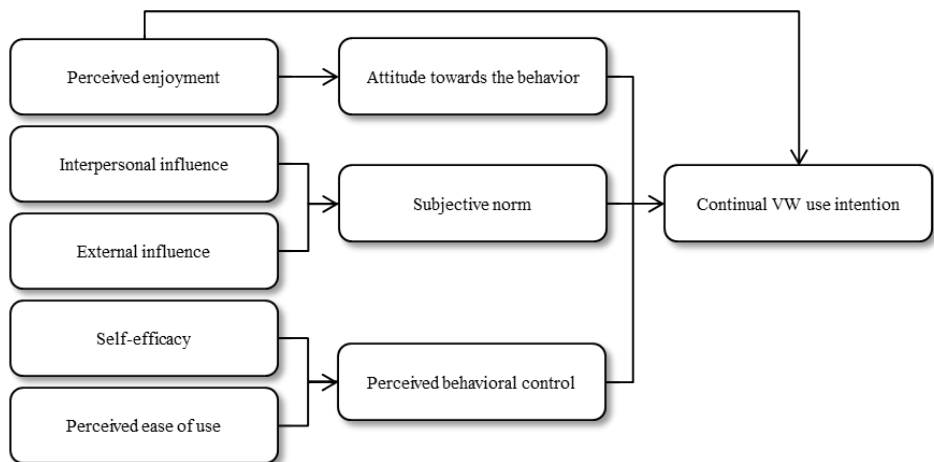 Perceived enjoyment
Attitude towards the behavior
Interpersonal influence
Subjective norm
Continual VW use intention
External influence
Self-efficacy
Perceived behavioral control
Perceived ease of use